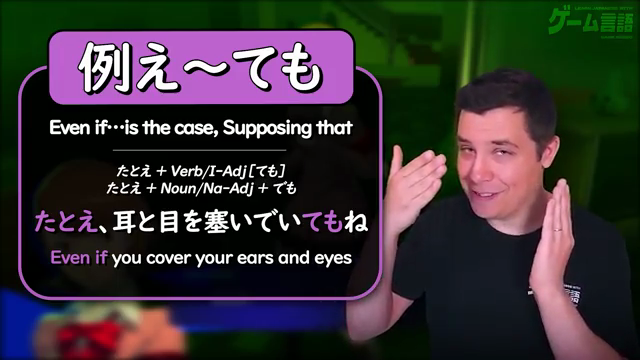 ゲーム言語
例え〜ても
Even if…is the case, Supposing that
たとえ + Verb/I-Adj[ても]
たとえ + Noun/Na-Adj + でも
たとえ、耳と目を塞いでいてもね
Even if you cover your ears and eyes